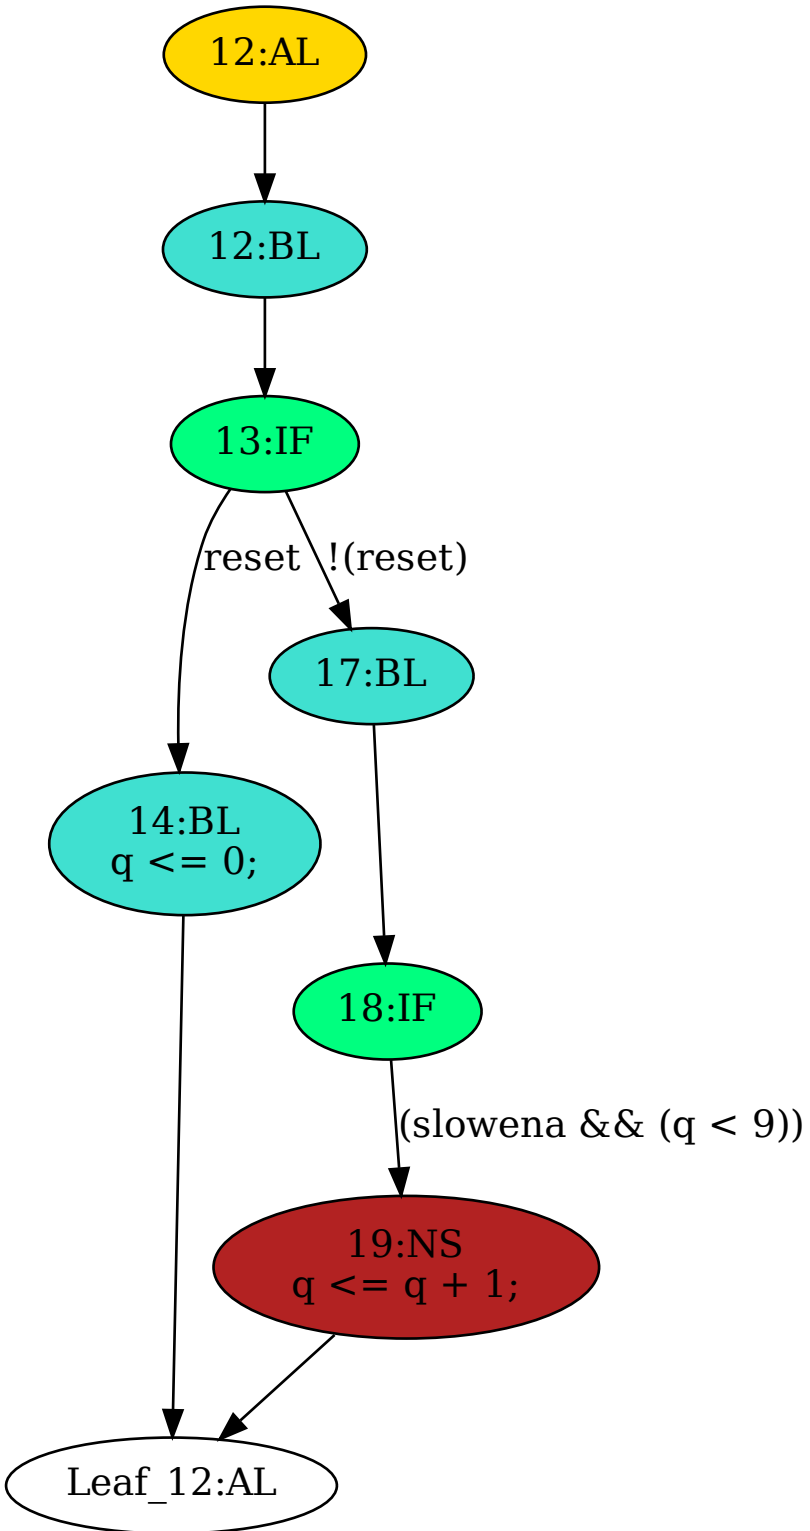 12:AL
12:BL
13:IF
reset
!(reset)
17:BL
14:BL
q <= 0;
18:IF
(slowena && (q < 9))
19:NS
q <= q + 1;
Leaf_12:AL